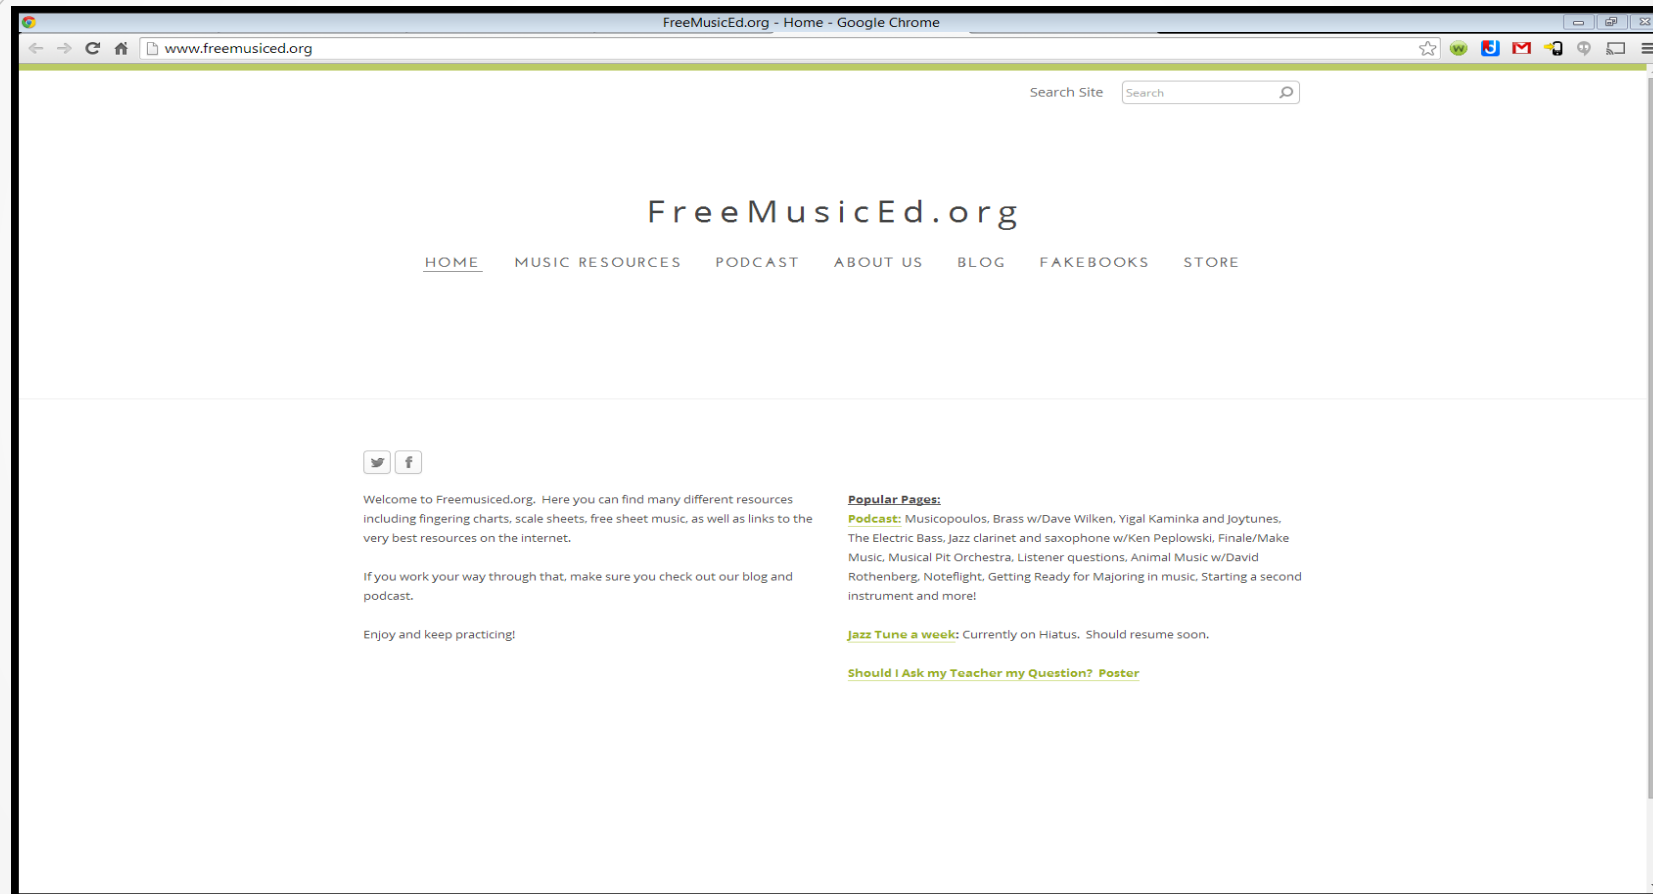 FreeMusicEd.org - Home - Google Chrome
www.freemusiced.org
Search Site Search
FreeMusicEd.org
HOME MUSIC RESOURCES PODCAST ABOUT US BLOG FAKEBOOKS STORE
Welcome to Freemusiced.org. Here you can find many different resources
including fingering charts, scale sheets, free sheet music, as well as links to the
very best resources on the internet.
If you work your way through that, make sure you check out our blog and
podcast.
Enjoy and keep practicing!
Popular Pages:
Podcast: Musicopoulos, Brass w/Dave Wilken, Yigal Kaminka and Joytunes,
The Electric Bass, Jazz clarinet and saxophone w/Ken Peplowski, Finale/Make
Music, Musical Pit Orchestra, Listener questions, Animal Music w/David
Rothenberg, Noteflight, Getting Ready for Majoring in music, Starting a second
instrument and more!
Jazz Tune a week: Currently on Hiatus. Should resume soon.
Should I Ask my Teacher my Question? Poster